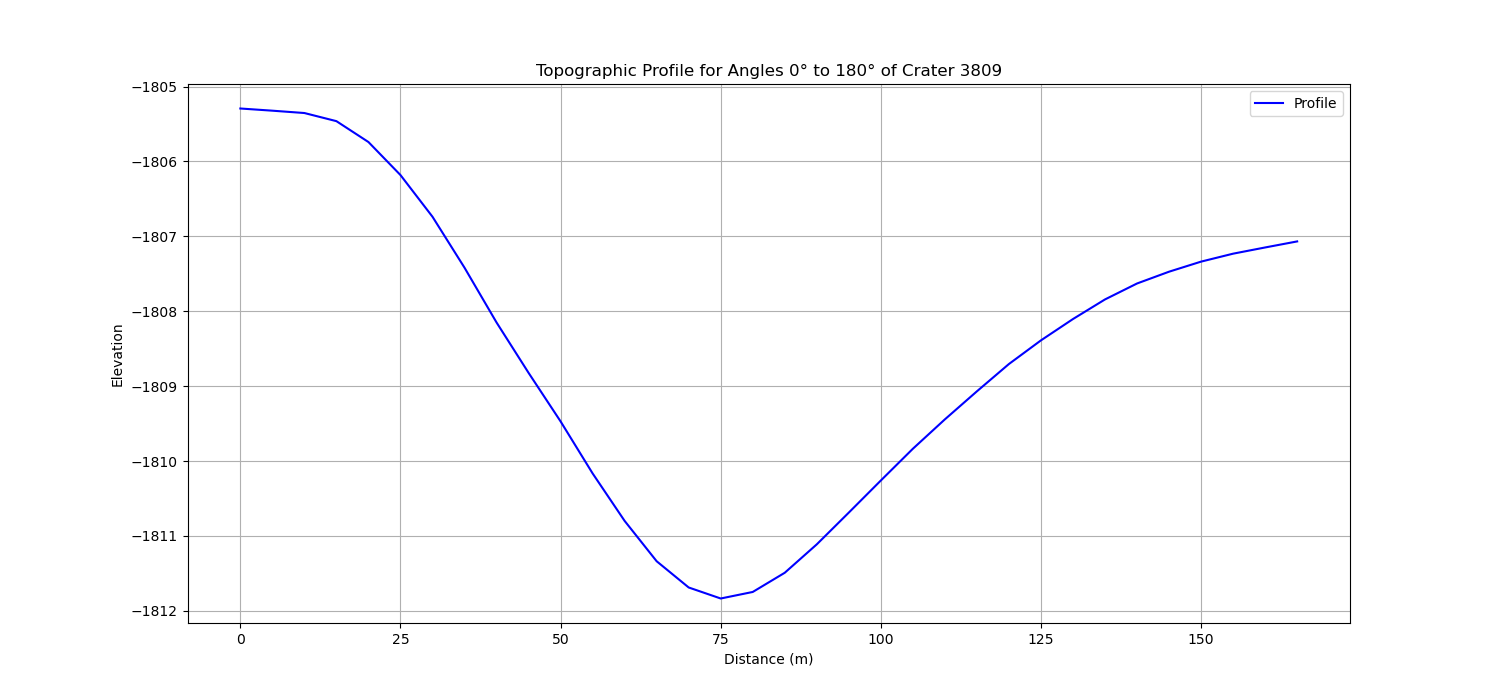 Topographic Profile for Angles 0° to 180° of Crater 3809
Profile
−1805
−1806
−1807
−1808
−1809
−1810
−1811
−1812
Elevation
0 25 50 75 100 125 150
Distance (m)